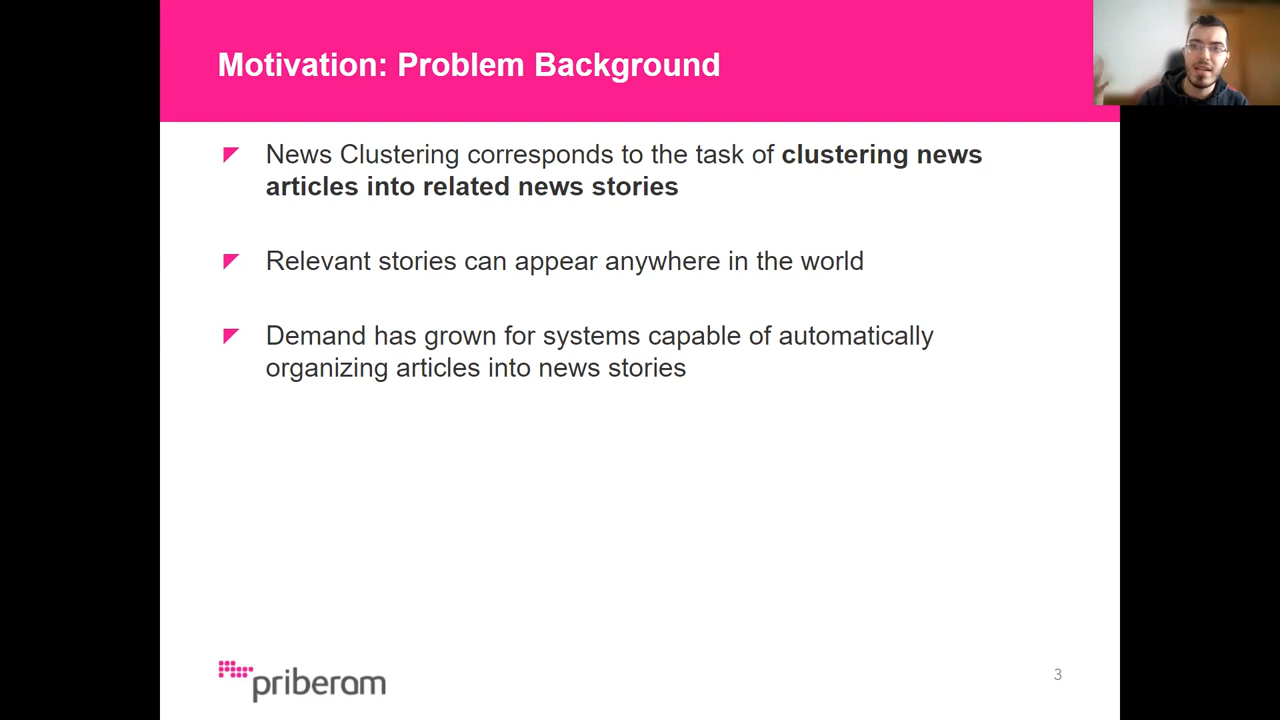 Motivation: Problem Background
News Clustering corresponds to the task of clustering news
articles into related news stories
Relevant stories can appear anywhere in the world
Demand has grown for systems capable of automatically
organizing articles into news stories
priberam
3